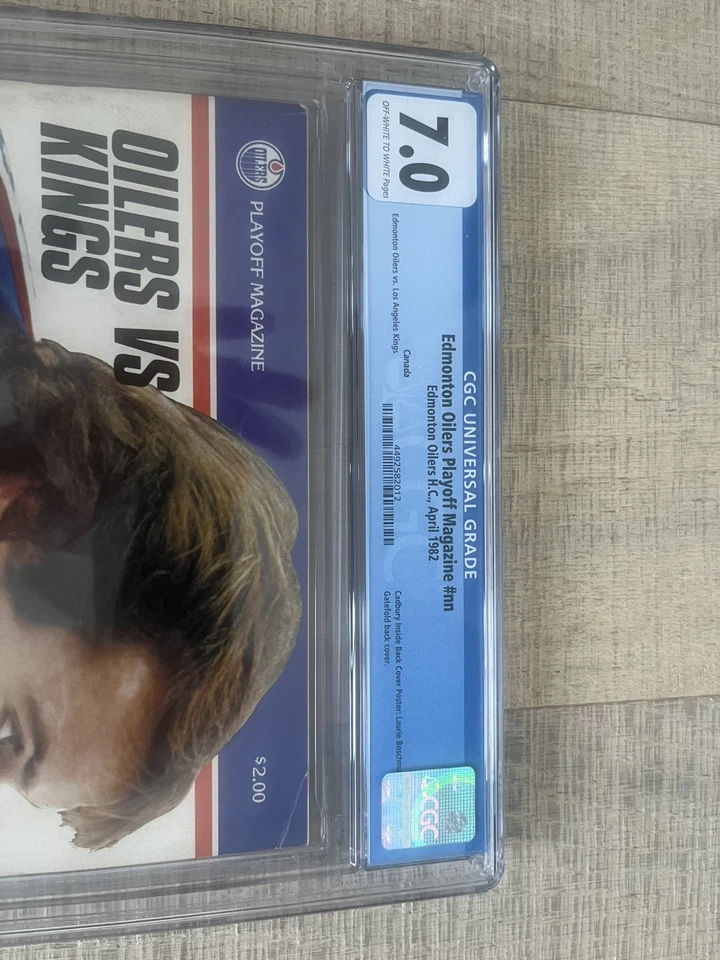 CGC UNIVERSAL GRADE
7.0
OFF-WHITE TO WHITE Pages
Edmonton Oilers Playoff Magazine #nn
Edmonton Oilers H.C., April 1982
Canada
Edmonton Oilers vs. Los Angeles Kings
4492582012
Cadbury Inside Back Cover Poster: Laurie Boschm
Gatefold back cover.
CGC
OILERS
PLAYOFF MAGAZINE
$2.00
OILERS VS
KINGS